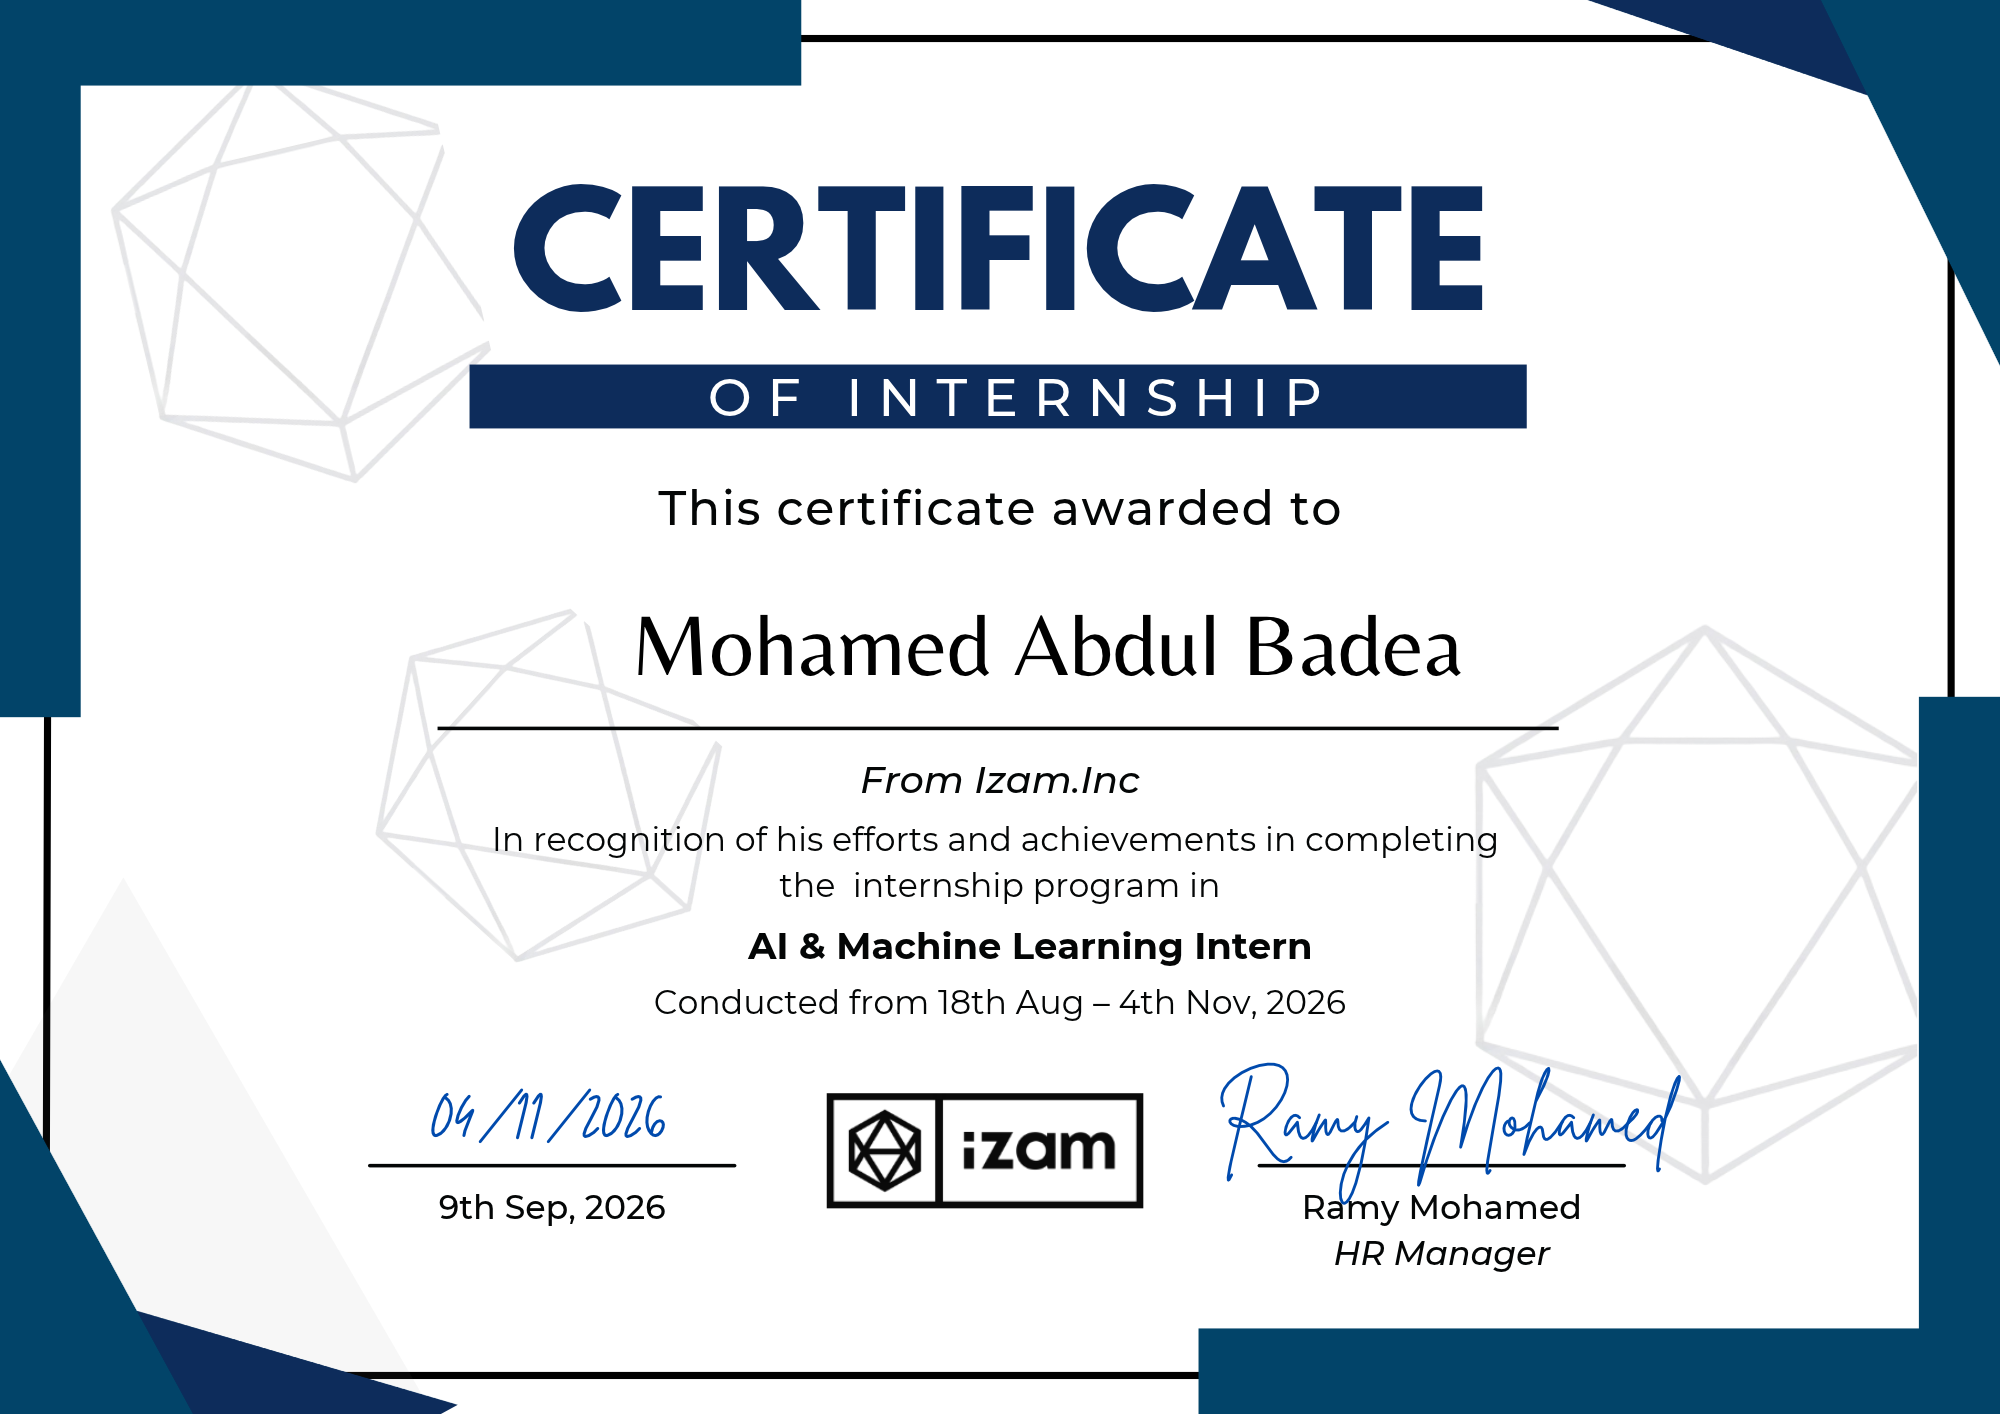 CERTIFICATE
OF INTERNSHIP
This certificate awarded to
Mohamed Abdul Badea
From Izam.Inc
In recognition of his efforts and achievements in completing
the  internship program in
AI & Machine Learning Intern
Conducted from 18th Aug – 4th Nov, 2026
04/11/2026
9th Sep, 2026
izam
Ramy Mohamed
Ramy Mohamed
HR Manager